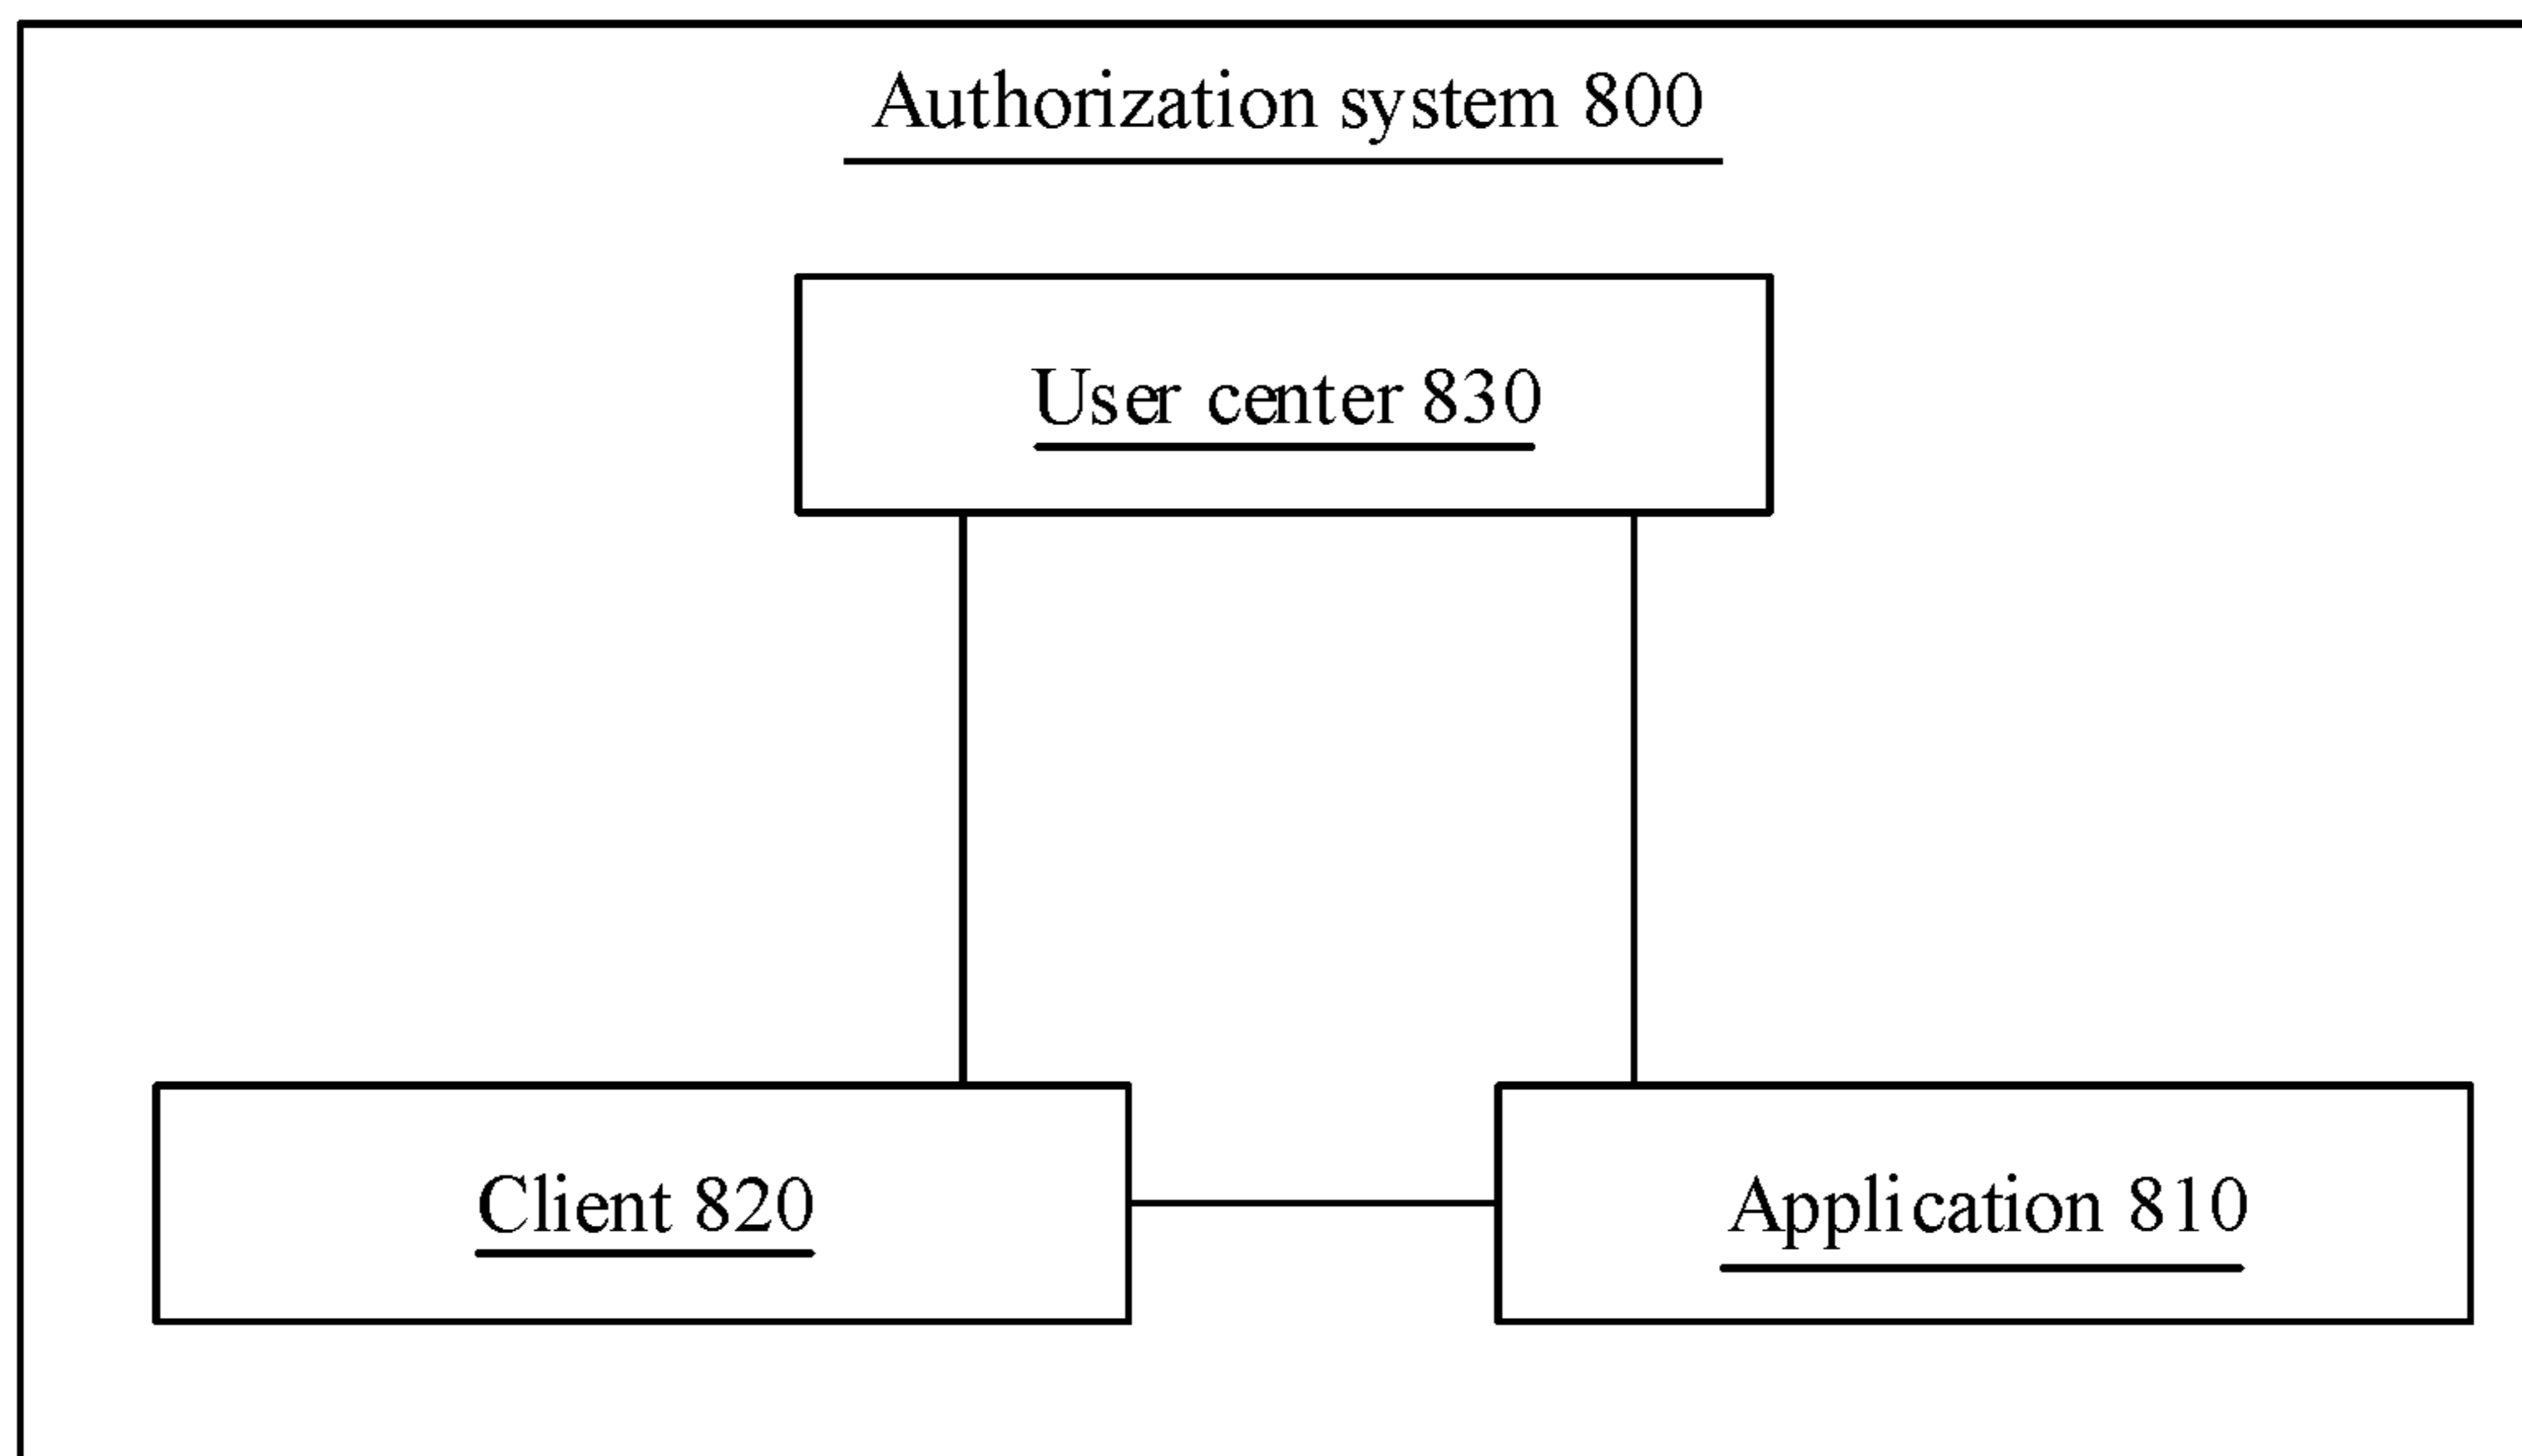 Authorization system 800
User center 830
Client 820
Application 810